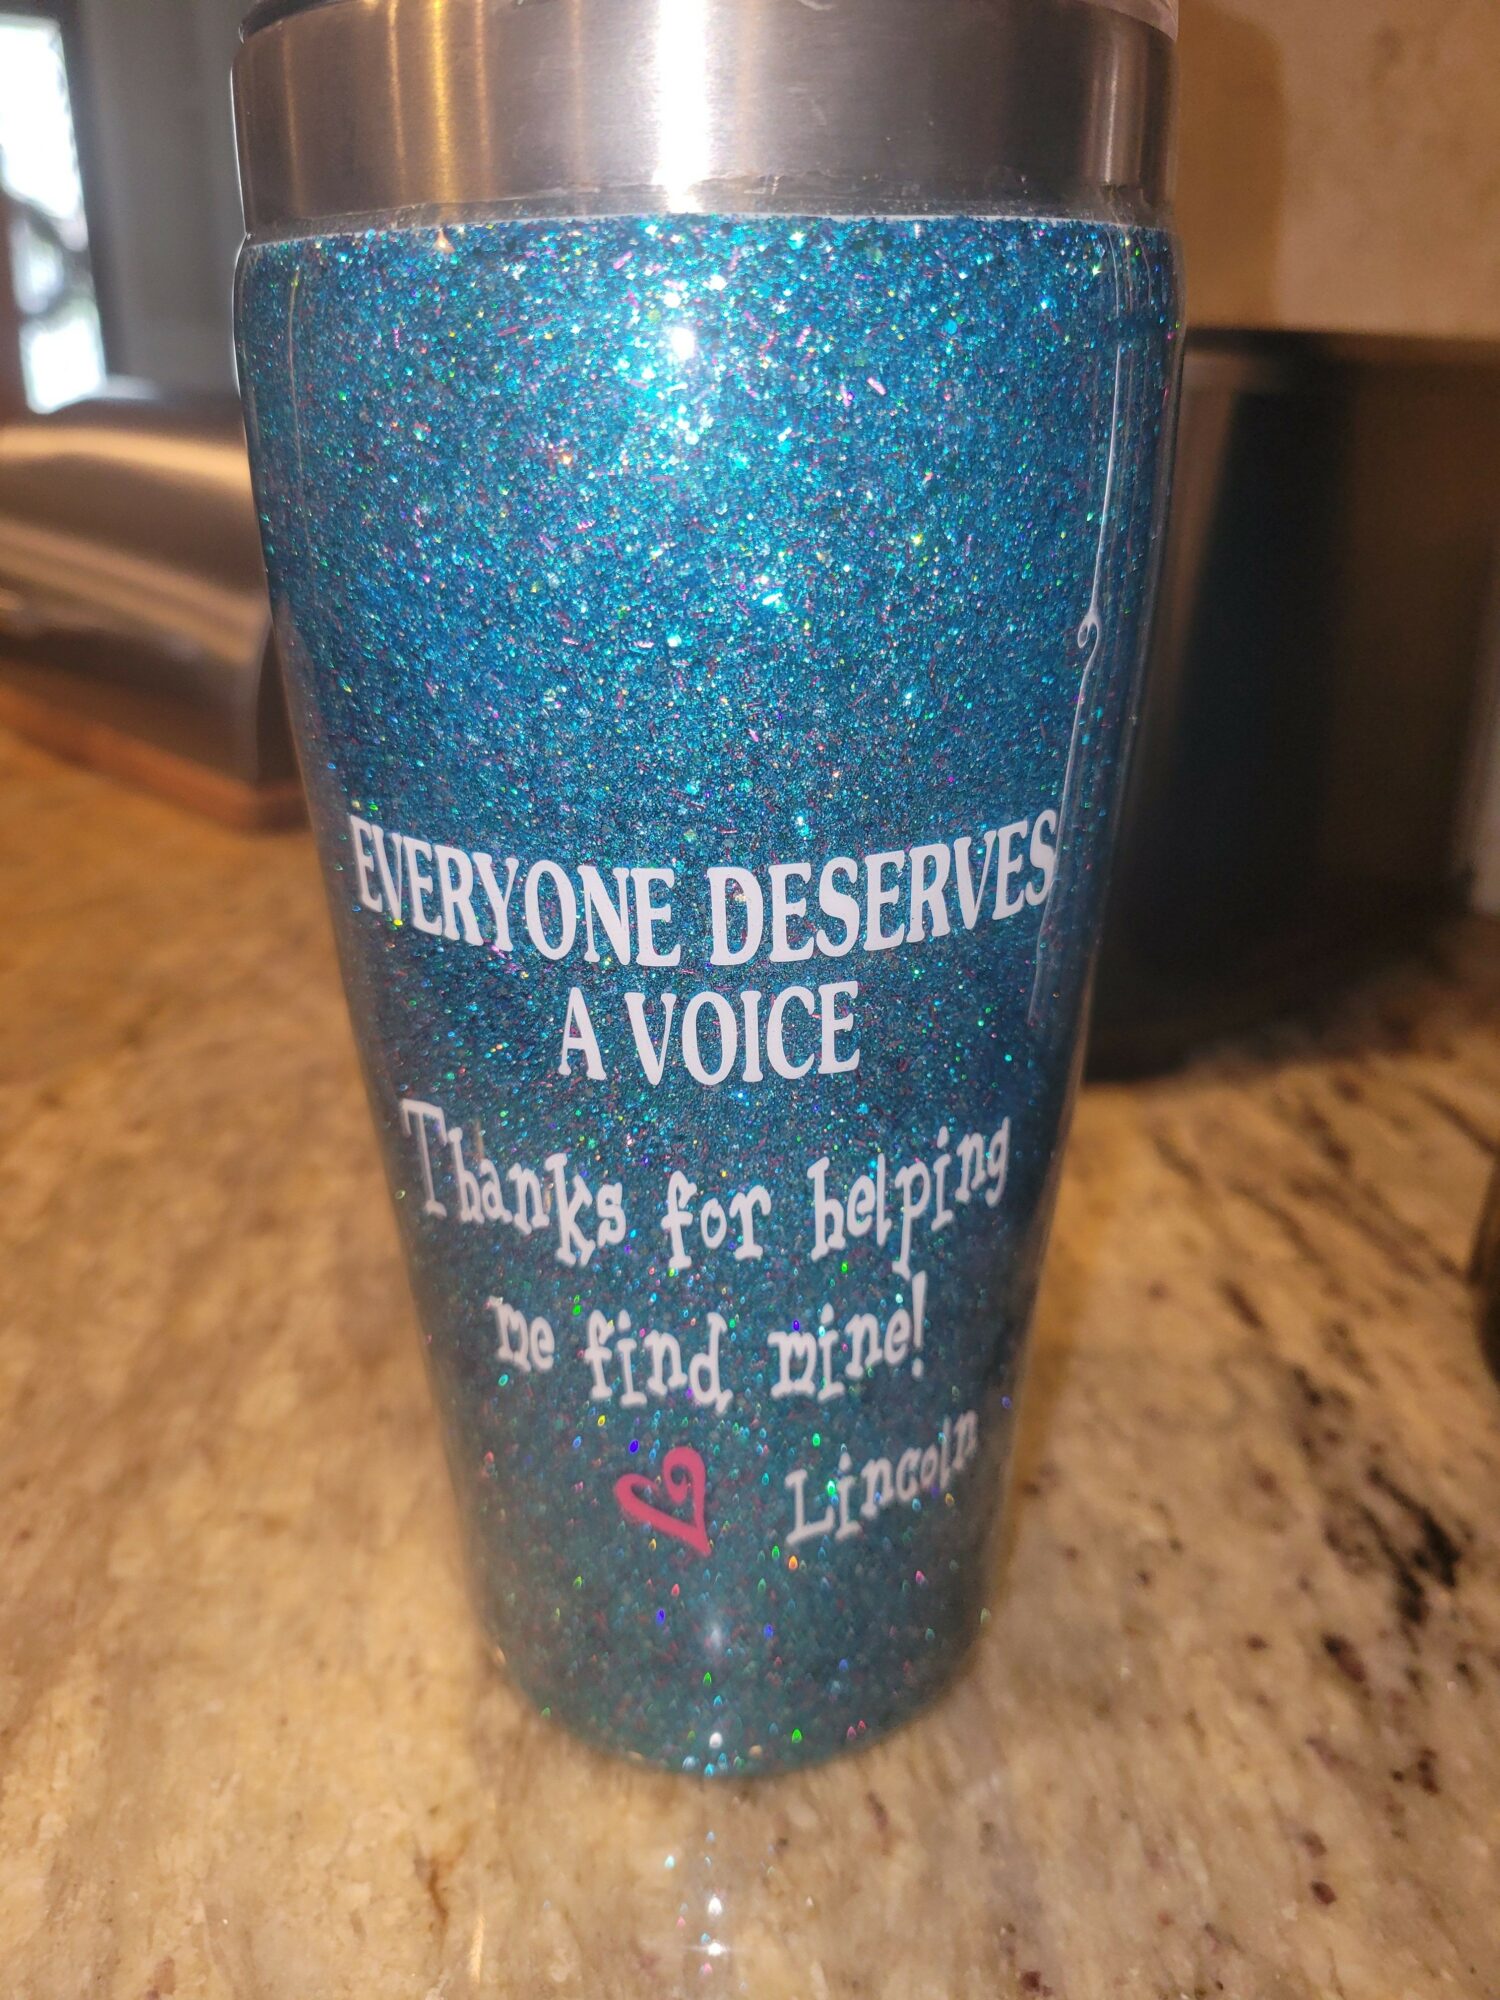 EVERYONE DESERVES
A VOICE
Thanks for helping
me find mine!
Lincoln